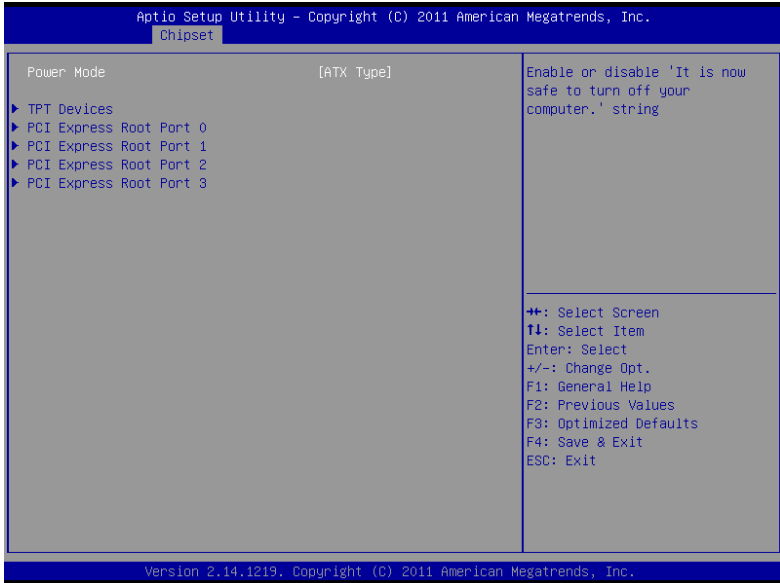 Aptio Setup Utility – Copyright (C) 2011 American Megatrends, Inc.
Chipset
Power Mode [ATX Type]
TPT Devices
PCI Express Root Port 0
PCI Express Root Port 1
PCI Express Root Port 2
PCI Express Root Port 3
Enable or disable 'It is now
safe to turn off your
computer.' string
→←: Select Screen
↑↓: Select Item
Enter: Select
+/-: Change Opt.
F1: General Help
F2: Previous Values
F3: Optimized Defaults
F4: Save & Exit
ESC: Exit
Version 2.14.1219. Copyright (C) 2011 American Megatrends, Inc.